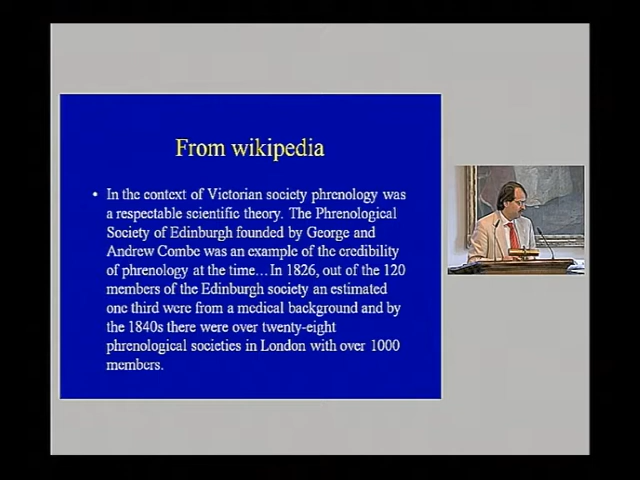 From wikipedia
• In the context of Victorian society phrenology was
a respectable scientific theory. The Phrenological
Society of Edinburgh founded by George and
Andrew Combe was an example of the credibility
of phrenology at the time…In 1826, out of the 120
members of the Edinburgh society an estimated
one third were from a medical background and by
the 1840s there were over twenty-eight
phrenological societies in London with over 1000
members.